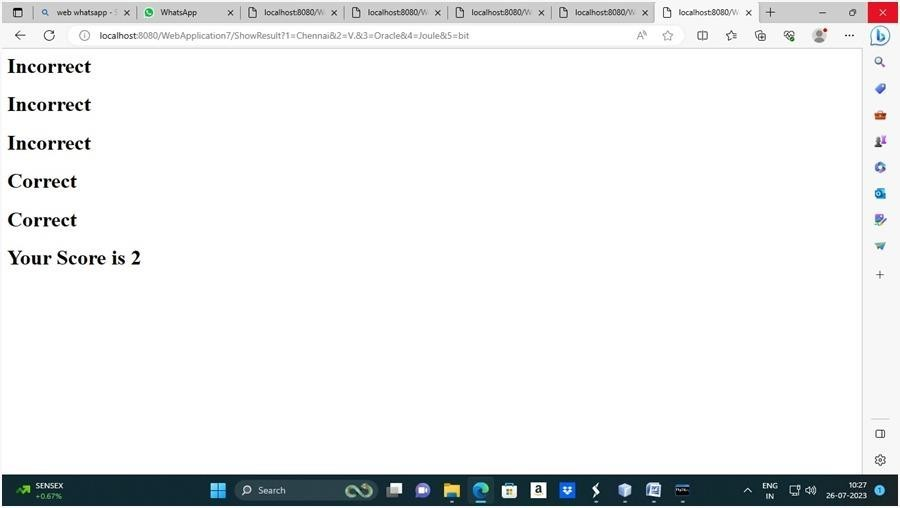 web whatsapp - S
WhatsApp
localhost:8080/W
localhost:8080/W
localhost:8080/W
localhost:8080/W
localhost:8080/W
localhost:8080/WebApplication7/ShowResult?1=Chennai&2=V.&3=Oracle&4=Joule&5=bit
Incorrect
Incorrect
Incorrect
Correct
Correct
Your Score is 2
SENSEX
+0.67%
Search
ENG
IN
10:27
26-07-2023
1